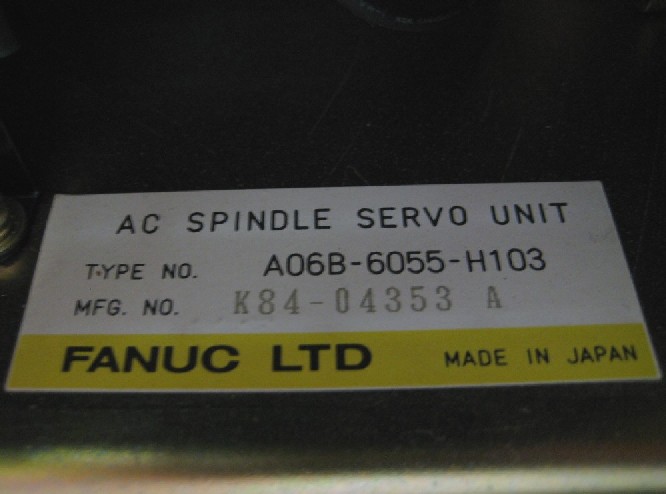 AC SPINDLE SERVO UNIT
TYPE NO. A06B-6055-H103
MFG. NO. K84-04353 A
FANUC LTD MADE IN JAPAN